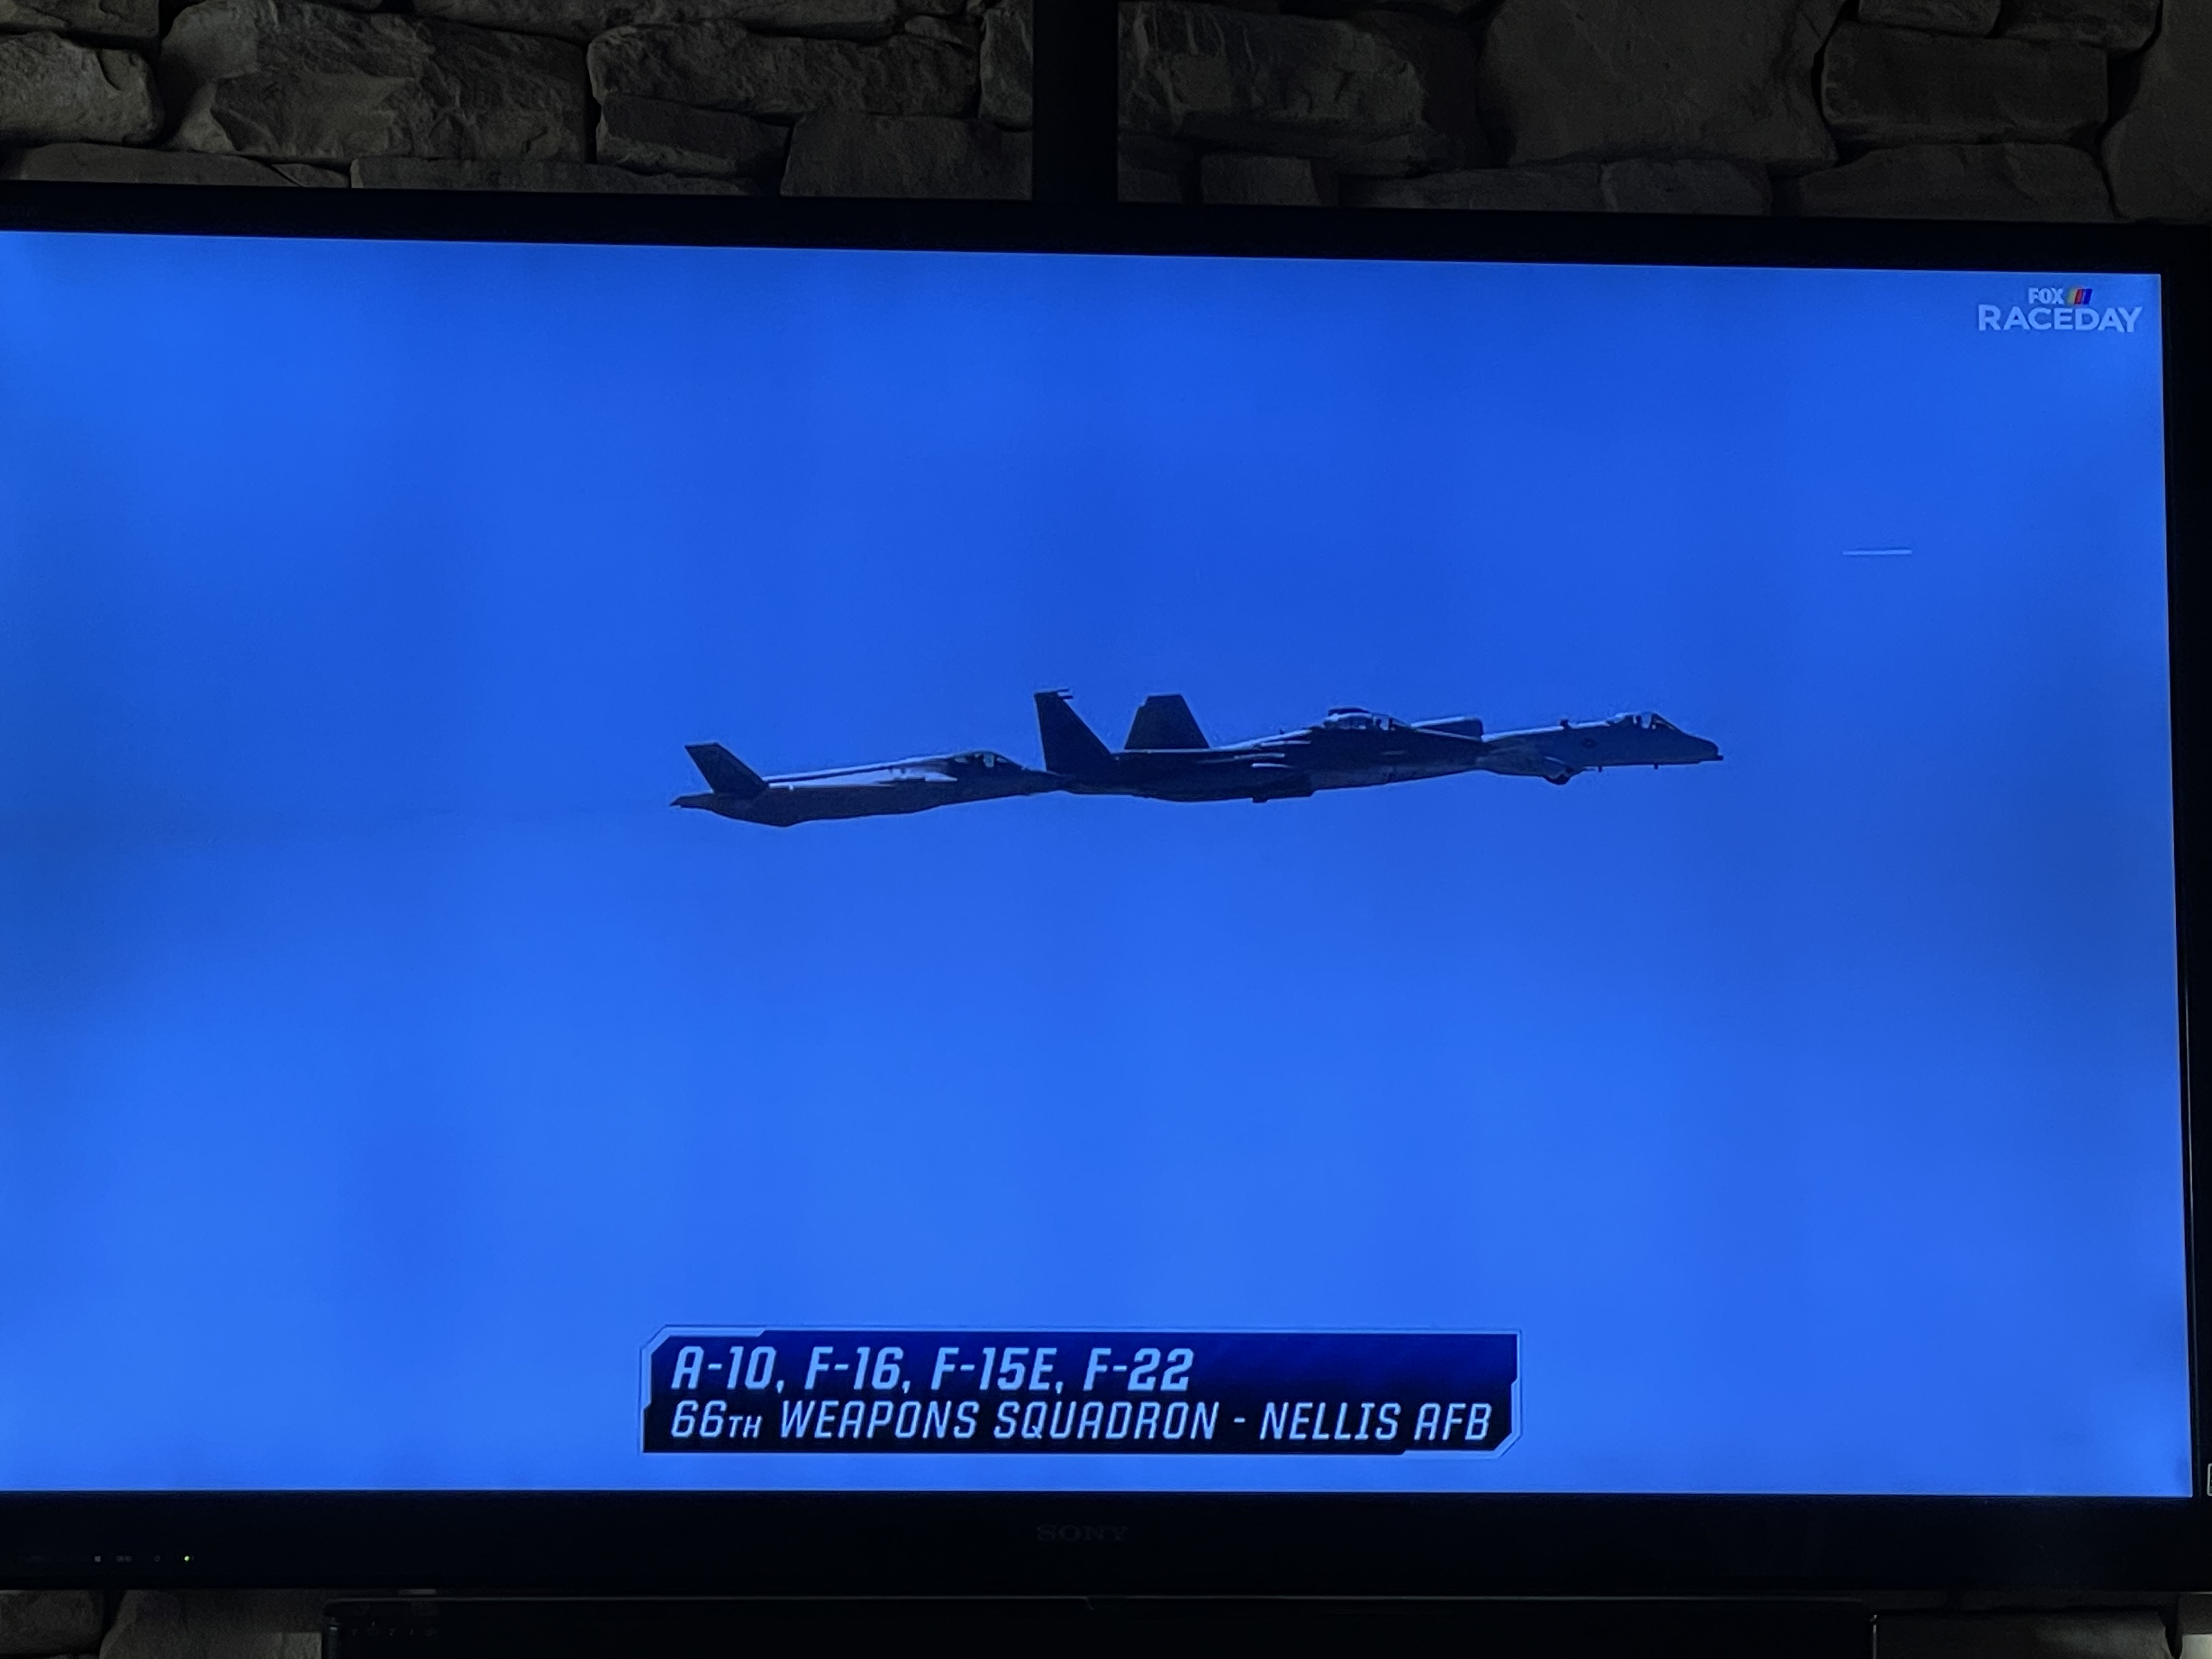 FOX
RACEDAY
A-10, F-16, F-15E, F-22
66TH WEAPONS SQUADRON - NELLIS AFB
SONY